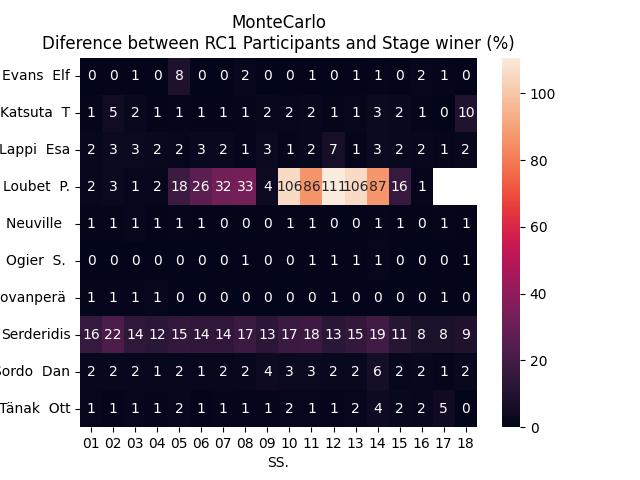 MonteCarlo
Diference between RC1 Participants and Stage winer (%)
Evans Elf 0 0 1 0 8 0 0 2 0 0 1 0 1 1 0 2 1 0
Katsuta T 1 5 2 1 1 1 1 1 2 2 2 1 1 3 2 1 0 10
Lappi Esa 2 3 3 2 2 3 2 1 3 1 2 7 1 3 2 2 1 2
Loubet P. 2 3 1 2 18 26 32 33 4 106 86 111 106 87 16 1
Neuville 1 1 1 1 1 1 0 0 0 1 1 0 0 1 1 0 1 1
Ogier S. 0 0 0 0 0 0 0 1 0 0 1 1 1 1 0 0 0 1
ovanperä 1 1 1 1 0 0 0 0 0 0 0 1 0 0 0 0 1 0
Serderidis 16 22 14 12 15 14 14 17 13 17 18 13 15 19 11 8 8 9
ordo Dan 2 2 2 1 2 1 2 2 4 3 3 2 2 6 2 2 1 2
Tänak Ott 1 1 1 1 2 1 1 1 1 2 1 1 2 4 2 2 5 0
01 02 03 04 05 06 07 08 09 10 11 12 13 14 15 16 17 18
SS.
100
80
60
40
20
0